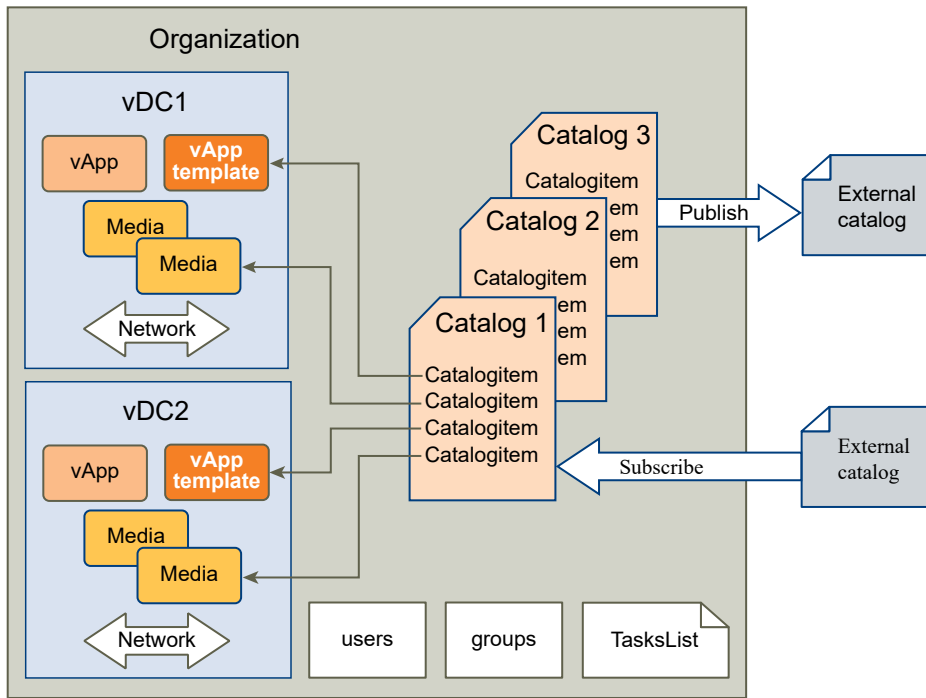 Organization
vDC1
vApp
vApp
template
Media
Media
Network
vDC2
vApp
vApp
template
Media
Media
Network
Catalog 3
Catalogitem
em
em
em
Catalog 2
Catalogitem
em
em
em
Catalog 1
Catalogitem
Catalogitem
Catalogitem
Catalogitem
Publish
External
catalog
Subscribe
External
catalog
users
groups
TasksList